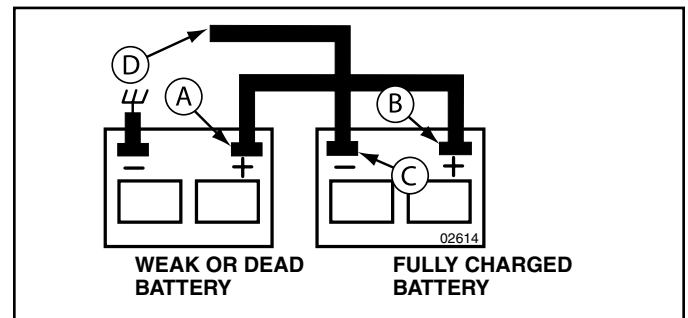 D
A
B
− + − +
C
02614
WEAK OR DEAD
BATTERY
FULLY CHARGED
BATTERY